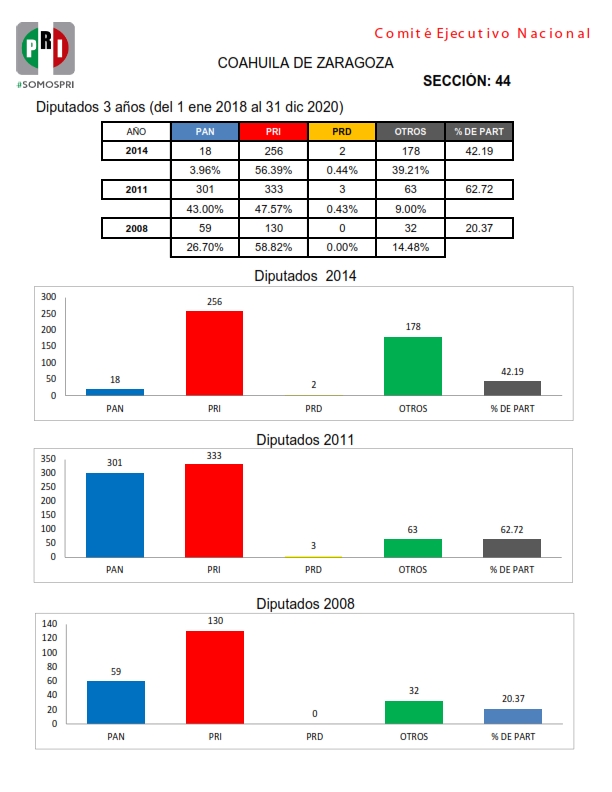 Comité Ejecutivo Nacional
PRI
#SOMOSPRI
COAHUILA DE ZARAGOZA
SECCIÓN: 44
Diputados 3 años (del 1 ene 2018 al 31 dic 2020)
AÑO PAN PRI PRD OTROS % DE PART
2014 18 256 2 178 42.19
3.96% 56.39% 0.44% 39.21%
2011 301 333 3 63 62.72
43.00% 47.57% 0.43% 9.00%
2008 59 130 0 32 20.37
26.70% 58.82% 0.00% 14.48%
Diputados 2014
300
250
200
150
100
50
0
18 256 2 178 42.19
PAN PRI PRD OTROS % DE PART
Diputados 2011
350
300
250
200
150
100
50
0
301 333 3 63 62.72
PAN PRI PRD OTROS % DE PART
Diputados 2008
140
120
100
80
60
40
20
0
59 130 0 32 20.37
PAN PRI PRD OTROS % DE PART